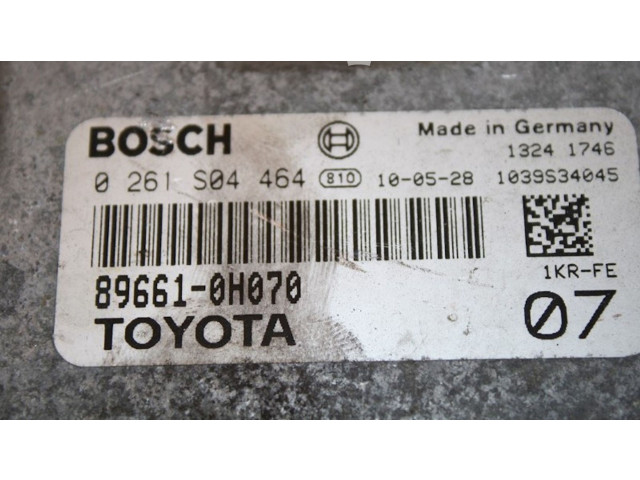 BOSCH Made in Germany
1324 1746
0 261 S04 464 810 10-05-28 1039S34045
89661-0H070 1KR-FE
TOYOTA 07